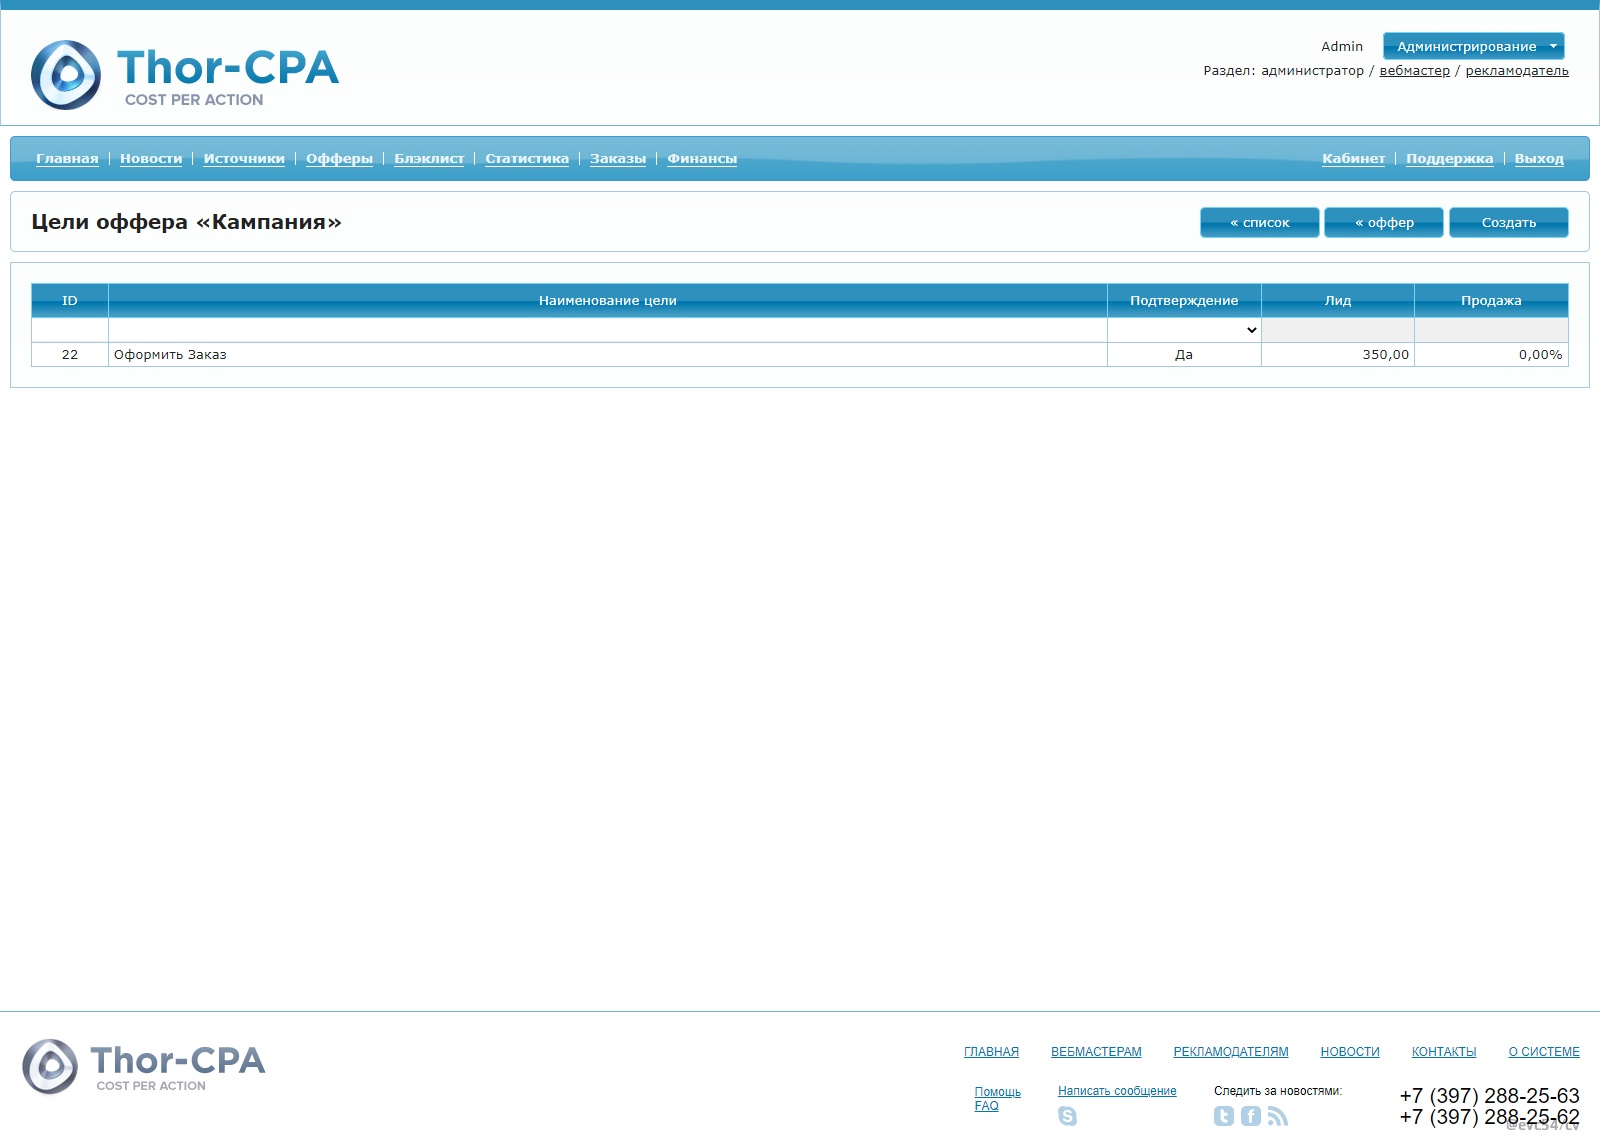 Thor-CPA
COST PER ACTION
Admin
Администрирование
Раздел: администратор / вебмастер / рекламодатель
Главная | Новости | Источники | Офферы | Блэклист | Статистика | Заказы | Финансы
Кабинет | Поддержка | Выход
Цели оффера «Кампания»
« список
« оффер
Создать
ID Наименование цели Подтверждение Лид Продажа
22 Оформить Заказ Да 350,00 0,00%
Thor-CPA
COST PER ACTION
ГЛАВНАЯ ВЕБМАСТЕРАМ РЕКЛАМОДАТЕЛЯМ НОВОСТИ КОНТАКТЫ О СИСТЕМЕ
Помощь
FAQ
Написать сообщение
Следить за новостями:
+7 (397) 288-25-63
+7 (397) 288-25-62